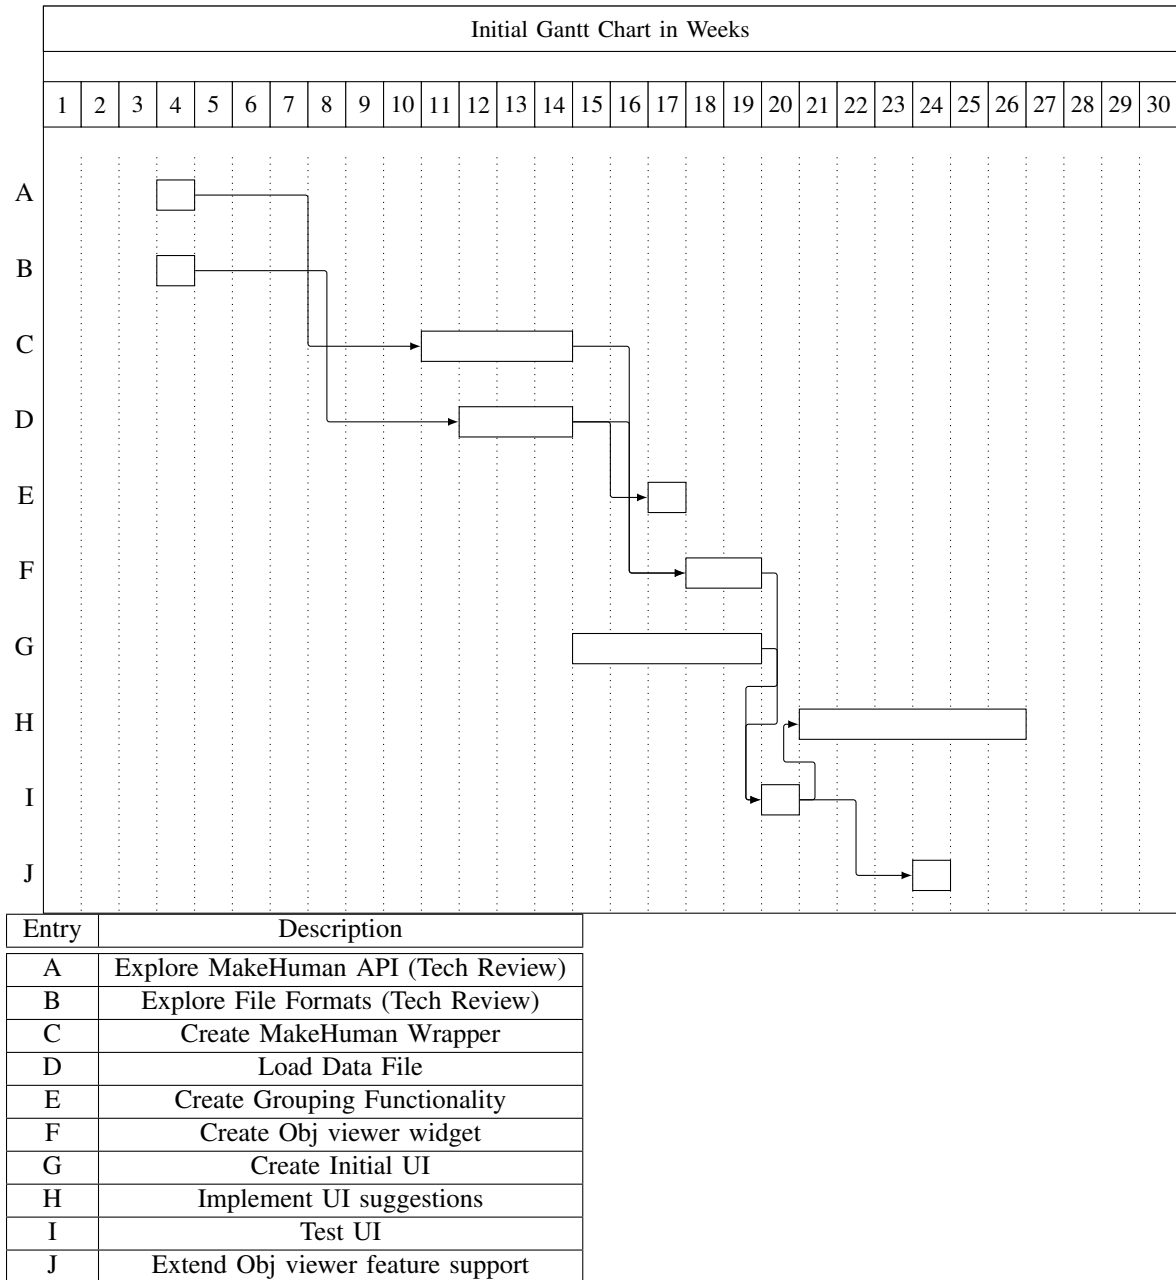 Initial Gantt Chart in Weeks
1 2 3 4 5 6 7 8 9 10 11 12 13 14 15 16 17 18 19 20 21 22 23 24 25 26 27 28 29 30
A
B
C
D
E
F
G
H
I
J
Entry Description
A Explore MakeHuman API (Tech Review)
B Explore File Formats (Tech Review)
C Create MakeHuman Wrapper
D Load Data File
E Create Grouping Functionality
F Create Obj viewer widget
G Create Initial UI
H Implement UI suggestions
I Test UI
J Extend Obj viewer feature support